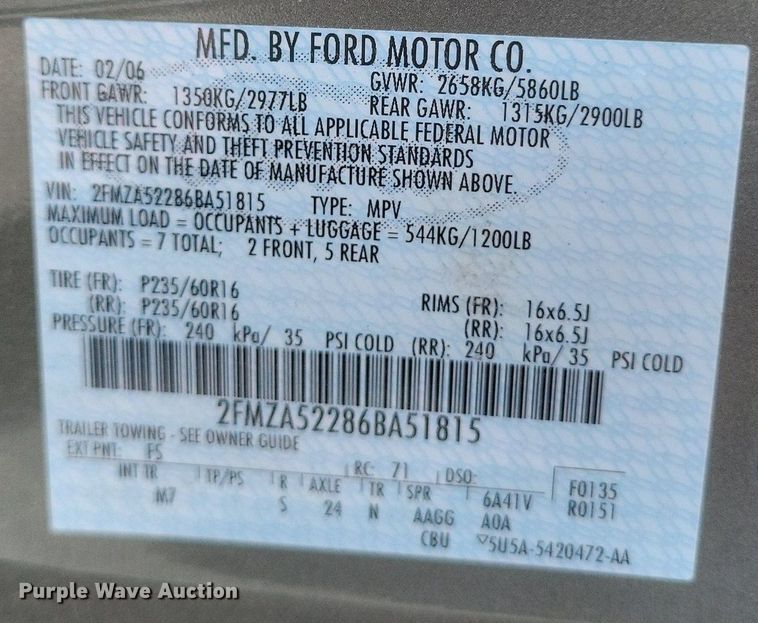 MFD. BY FORD MOTOR CO.
DATE: 02/06 GVWR: 2658KG/5860LB
FRONT GAWR: 1350KG/2977LB REAR GAWR: 1315KG/2900LB
THIS VEHICLE CONFORMS TO ALL APPLICABLE FEDERAL MOTOR
VEHICLE SAFETY AND THEFT PREVENTION STANDARDS
IN EFFECT ON THE DATE OF MANUFACTURE SHOWN ABOVE.
VIN: 2FMZA52286BA51815 TYPE: MPV
MAXIMUM LOAD = OCCUPANTS + LUGGAGE = 544KG/1200LB
OCCUPANTS = 7 TOTAL; 2 FRONT, 5 REAR
TIRE (FR): P235/60R16 RIMS (FR): 16x6.5J
(RR): P235/60R16 (RR): 16x6.5J
PRESSURE (FR): 240 kPa/ 35 PSI COLD (RR): 240 kPa/ 35 PSI COLD
2FMZA52286BA51815
TRAILER TOWING - SEE OWNER GUIDE
EXT PNT: F5 RC: 71 DSO: F0135
INT TR TP/PS R AXLE TR SPR 6A41V R0151
M7 S 24 N AAGG A0A
CBU ▽5U5A-5420472-AA
Purple Wave Auction